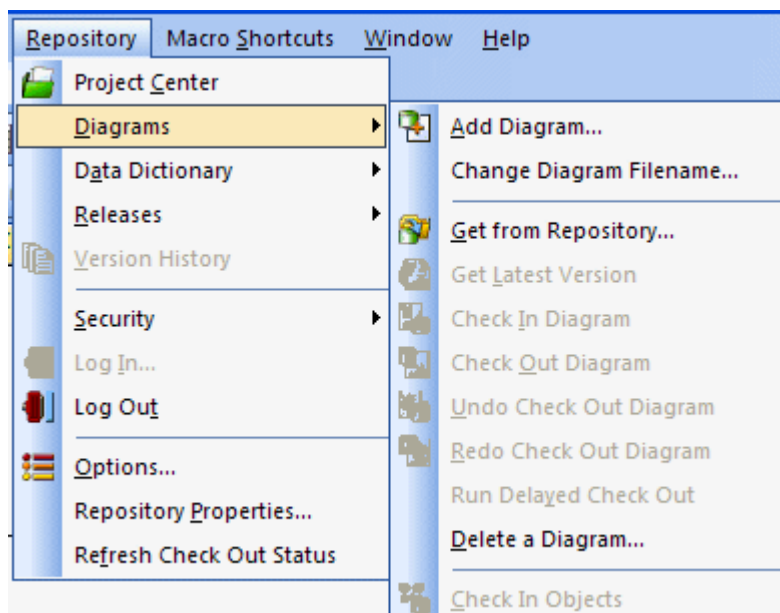 Repository Macro Shortcuts Window Help
Project Center
Diagrams
Data Dictionary
Releases
Version History
Security
Log In...
Log Out
Options...
Repository Properties...
Refresh Check Out Status
Add Diagram...
Change Diagram Filename...
Get from Repository...
Get Latest Version
Check In Diagram
Check Out Diagram
Undo Check Out Diagram
Redo Check Out Diagram
Run Delayed Check Out
Delete a Diagram...
Check In Objects